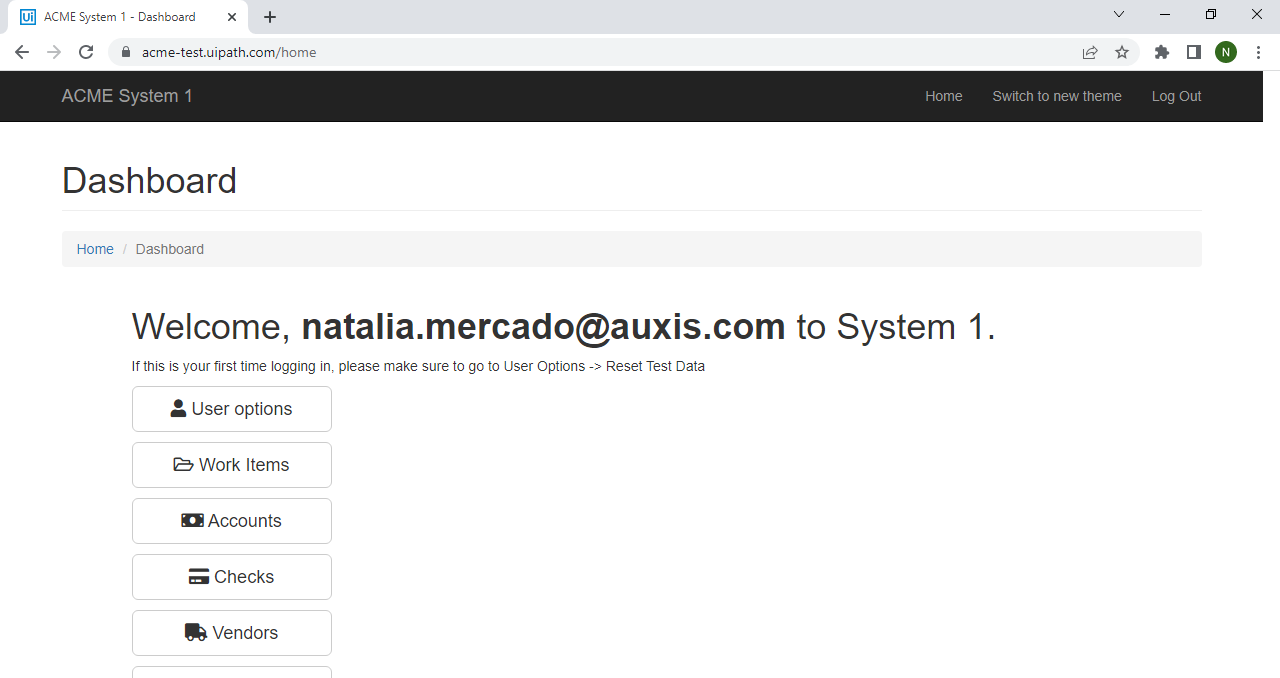 Ui ACME System 1 - Dashboard
acme-test.uipath.com/home
N
ACME System 1 Home Switch to new theme Log Out
Dashboard
Home / Dashboard
Welcome, natalia.mercado@auxis.com to System 1.
If this is your first time logging in, please make sure to go to User Options -> Reset Test Data
User options
Work Items
Accounts
Checks
Vendors